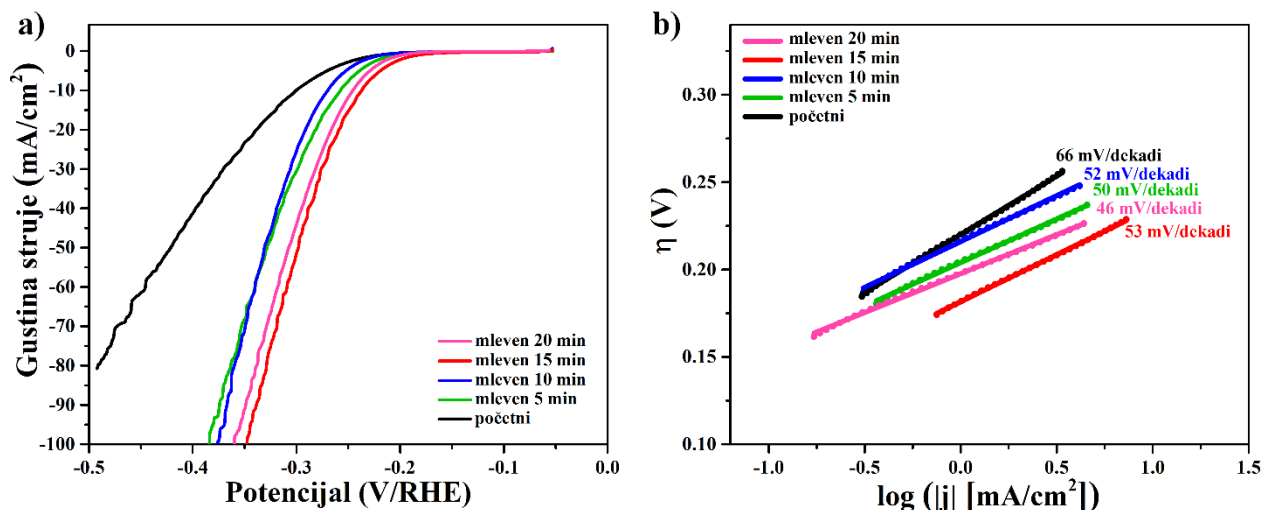 a)
Gustina struje (mA/cm²)
0
-10
-20
-30
-40
-50
-60
-70
-80
-90
-100
mleven 20 min
mleven 15 min
mleven 10 min
mleven 5 min
početni
-0.5
-0.4
-0.3
-0.2
-0.1
0.0
Potencijal (V/RHE)
b)
mleven 20 min
mleven 15 min
mleven 10 min
mleven 5 min
početni
η (V)
0.30
0.25
0.20
0.15
0.10
66 mV/dekadi
52 mV/dekadi
50 mV/dekadi
46 mV/dekadi
53 mV/dekadi
-1.0
-0.5
0.0
0.5
1.0
1.5
log (|j| [mA/cm²)